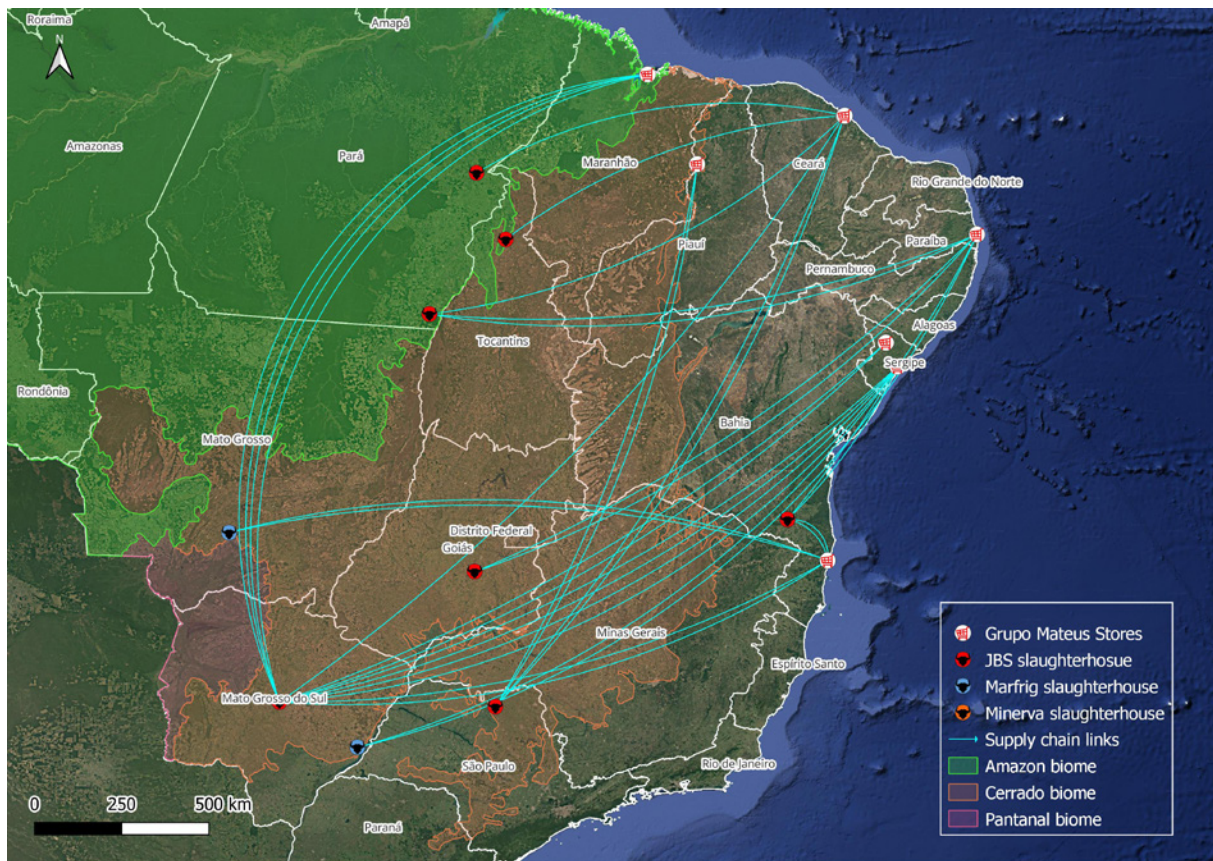 Roraima
Amapá
N
Amazonas
Pará
Maranhão
Ceará
Rio Grande do Norte
Paraíba
Piauí
Pernambuco
Alagoas
Tocantins
Sergipe
Rondônia
Bahia
Mato Grosso
Distrito Federal
Goiás
Minas Gerais
Espírito Santo
Mato Grosso do Sul
São Paulo
Rio de Janeiro
Paraná
0 250 500 km
Grupo Mateus Stores
JBS slaughterhosue
Marfrig slaughterhouse
Minerva slaughterhouse
Supply chain links
Amazon biome
Cerrado biome
Pantanal biome